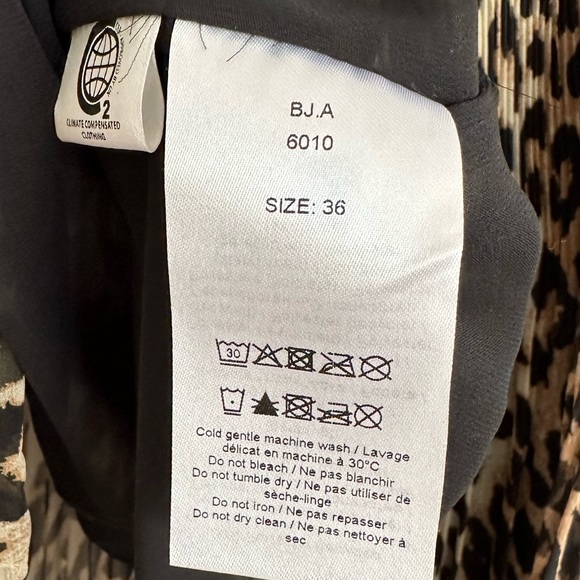 2
CLIMATE COMPENSATED
CLOTHING
BJ.A
6010
SIZE: 36
30
Cold gentle machine wash / Lavage
délicat en machine à 30°C
Do not bleach / Ne pas blanchir
Do not tumble dry / Ne pas utiliser de
sèche-linge
Do not iron / Ne pas repasser
Do not dry clean / Ne pas nettoyer à
sec